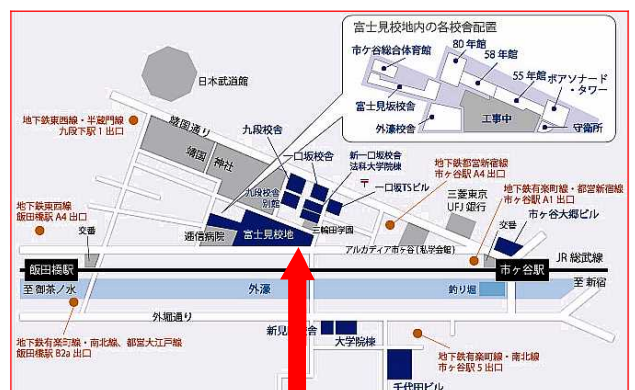 富士見校地内の各校舎配置
80年館
市ケ谷総合体育館
58年館
55年館
ボアソナード
・タワー
富士見坂校舎
外濠校舎
工事中
守衛所
日本武道館
地下鉄東西線・半蔵門線
九段下駅1出口
靖国通り
靖国
神社
九段校舎
一口坂校舎
新一口坂校舎
法科大学院棟
一口坂TSビル
九段校舎
別館
三輪田学園
地下鉄都営新宿線
市ケ谷駅A4出口
三菱東京
UFJ銀行
地下鉄有楽町線・都営新宿線
市ケ谷駅A1出口
交番
市ケ谷大郷ビル
地下鉄東西線
飯田橋駅A4出口
交番
逓信病院
富士見校地
アルカディア市ケ谷(私学会館)
JR総武線
飯田橋駅
市ケ谷駅
至 御茶ノ水
外濠
釣り堀
至 新宿
外堀通り
地下鉄有楽町線・南北線、都営大江戸線
飯田橋駅B2a出口
新見
校舎
大学院棟
地下鉄有楽町線・南北線
市ケ谷駅5出口
千代田ビル